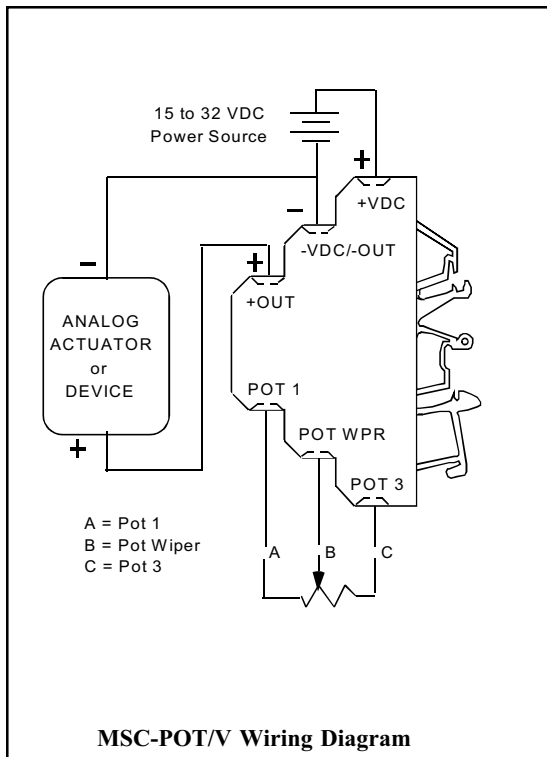 15 to 32 VDC
Power Source
+
+VDC
−
-VDC/-OUT
−
+
+OUT
ANALOG
ACTUATOR
or
DEVICE
+
POT 1
POT WPR
POT 3
A = Pot 1
B = Pot Wiper
C = Pot 3
A B C
MSC-POT/V Wiring Diagram